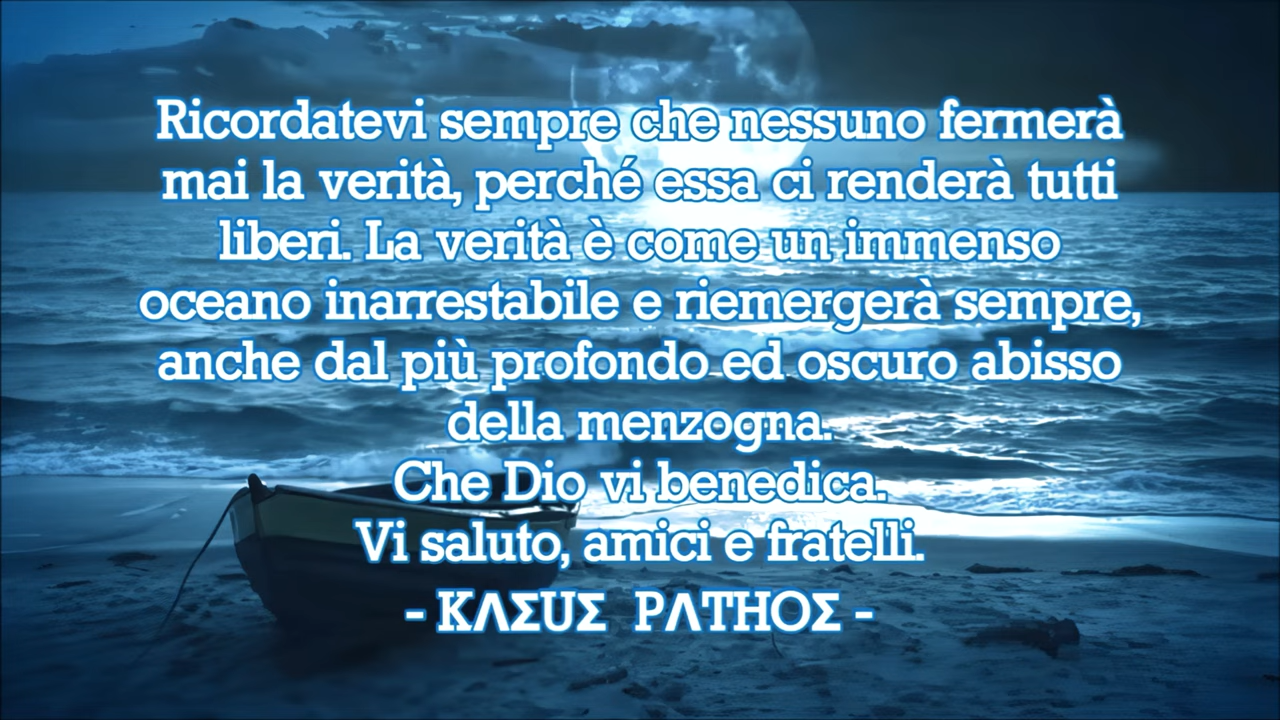 Ricordatevi sempre che nessuno fermerà
mai la verità, perché essa ci renderà tutti
liberi. La verità è come un immenso
oceano inarrestabile e riemergerà sempre,
anche dal più profondo ed oscuro abisso
della menzogna.
Che Dio vi benedica.
Vi saluto, amici e fratelli.
- KΛΣUΣ PΛTHOΣ -